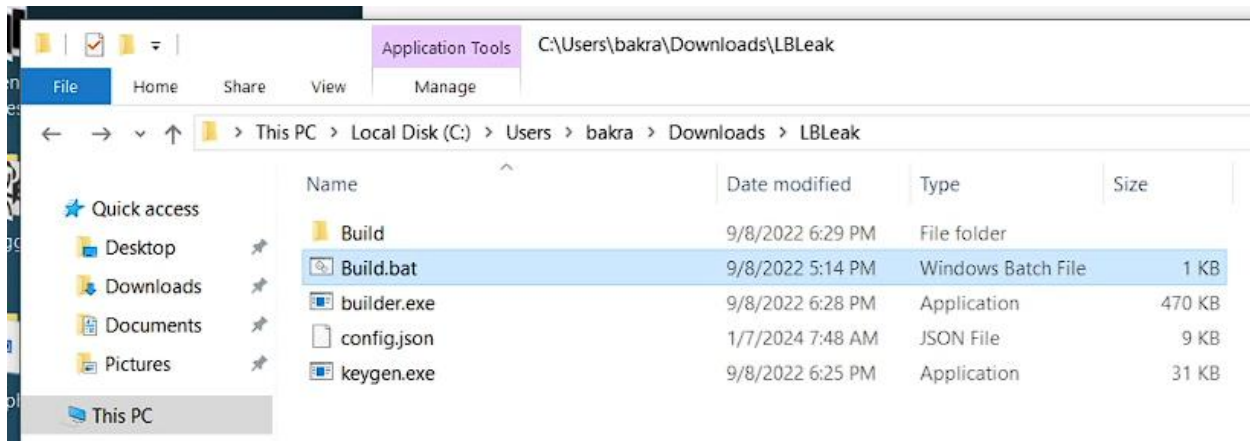 Application Tools C:\Users\bakra\Downloads\LBLeak
File Home Share View Manage
This PC > Local Disk (C:) > Users > bakra > Downloads > LBLeak
Name Date modified Type Size
Quick access
Desktop
Downloads
Documents
Pictures
This PC
Build 9/8/2022 6:29 PM File folder
Build.bat 9/8/2022 5:14 PM Windows Batch File 1 KB
builder.exe 9/8/2022 6:28 PM Application 470 KB
config.json 1/7/2024 7:48 AM JSON File 9 KB
keygen.exe 9/8/2022 6:25 PM Application 31 KB